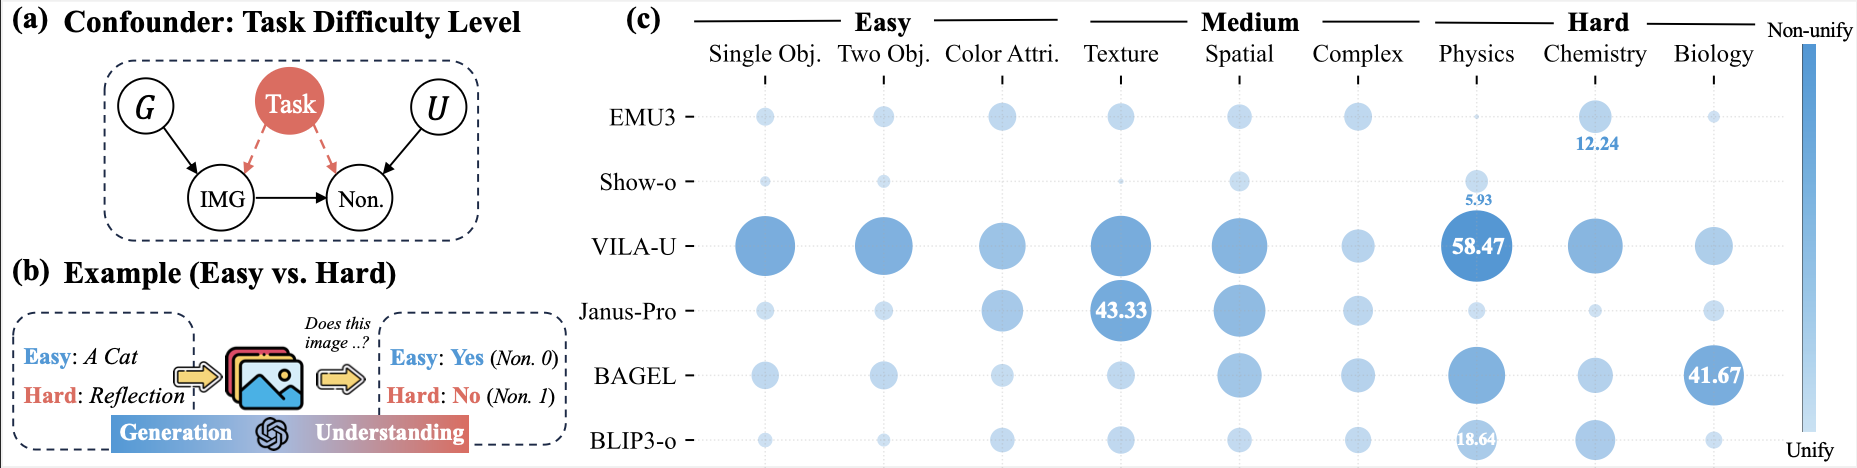 (a) Confounder: Task Difficulty Level
G
Task
U
IMG
Non.
(b) Example (Easy vs. Hard)
Easy: A Cat
Hard: Reflection
Does this
image ..?
Easy: Yes (Non. 0)
Hard: No (Non. 1)
Generation
Understanding
(c)
Easy Medium Hard
Single Obj. Two Obj. Color Attri. Texture Spatial Complex Physics Chemistry Biology
Non-unify
EMU3
12.24
Show-o
5.93
VILA-U
58.47
Janus-Pro
43.33
BAGEL
41.67
BLIP3-o
18.64
Unify